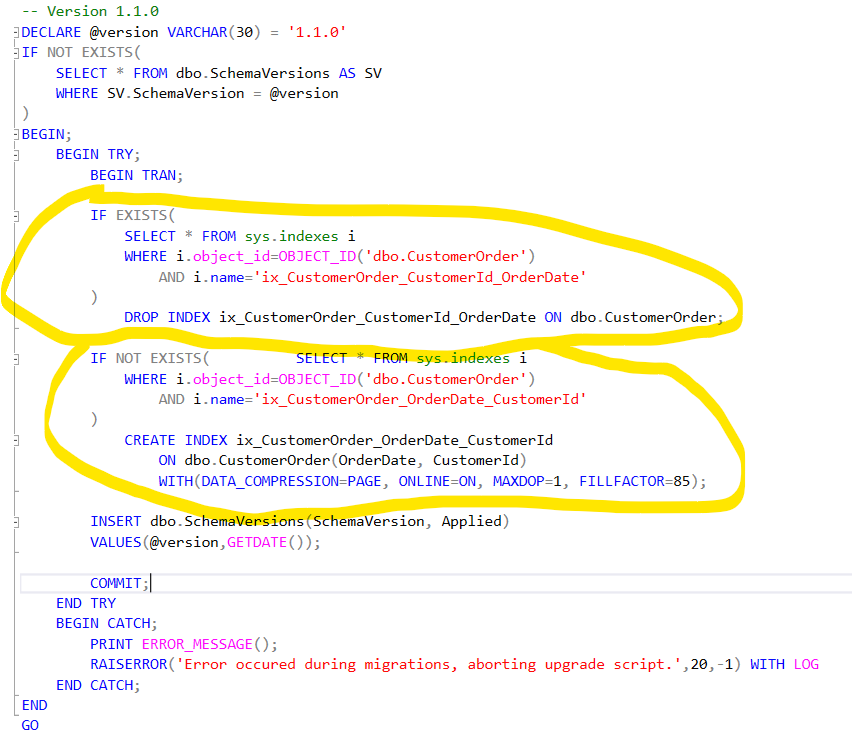 -- Version 1.1.0
DECLARE @version VARCHAR(30) = '1.1.0'
IF NOT EXISTS(
SELECT * FROM dbo.SchemaVersions AS SV
WHERE SV.SchemaVersion = @version
)
BEGIN;
BEGIN TRY;
BEGIN TRAN;
IF EXISTS(
SELECT * FROM sys.indexes i
WHERE i.object_id=OBJECT_ID('dbo.CustomerOrder')
AND i.name='ix_CustomerOrder_CustomerId_OrderDate'
)
DROP INDEX ix_CustomerOrder_CustomerId_OrderDate ON dbo.CustomerOrder;
IF NOT EXISTS( SELECT * FROM sys.indexes i
WHERE i.object_id=OBJECT_ID('dbo.CustomerOrder')
AND i.name='ix_CustomerOrder_OrderDate_CustomerId'
)
CREATE INDEX ix_CustomerOrder_OrderDate_CustomerId
ON dbo.CustomerOrder(OrderDate, CustomerId)
WITH(DATA_COMPRESSION=PAGE, ONLINE=ON, MAXDOP=1, FILLFACTOR=85);
INSERT dbo.SchemaVersions(SchemaVersion, Applied)
VALUES(@version,GETDATE());
COMMIT;
END TRY
BEGIN CATCH;
PRINT ERROR_MESSAGE();
RAISERROR('Error occured during migrations, aborting upgrade script.',20,-1) WITH LOG
END CATCH;
END
GO